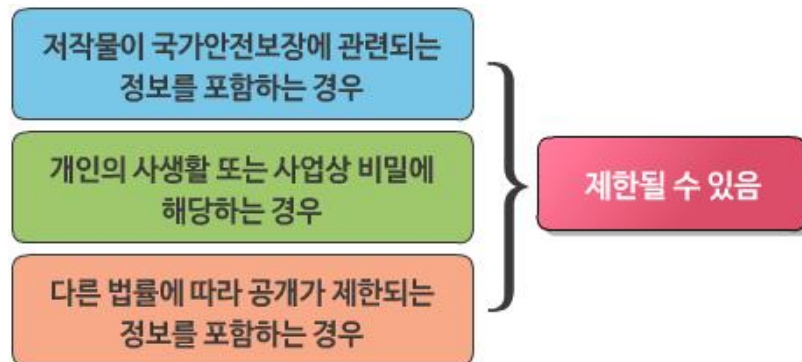 저작물이 국가안전보장에 관련되는
정보를 포함하는 경우
개인의 사생활 또는 사업상 비밀에
해당하는 경우
다른 법률에 따라 공개가 제한되는
정보를 포함하는 경우
제한될 수 있음